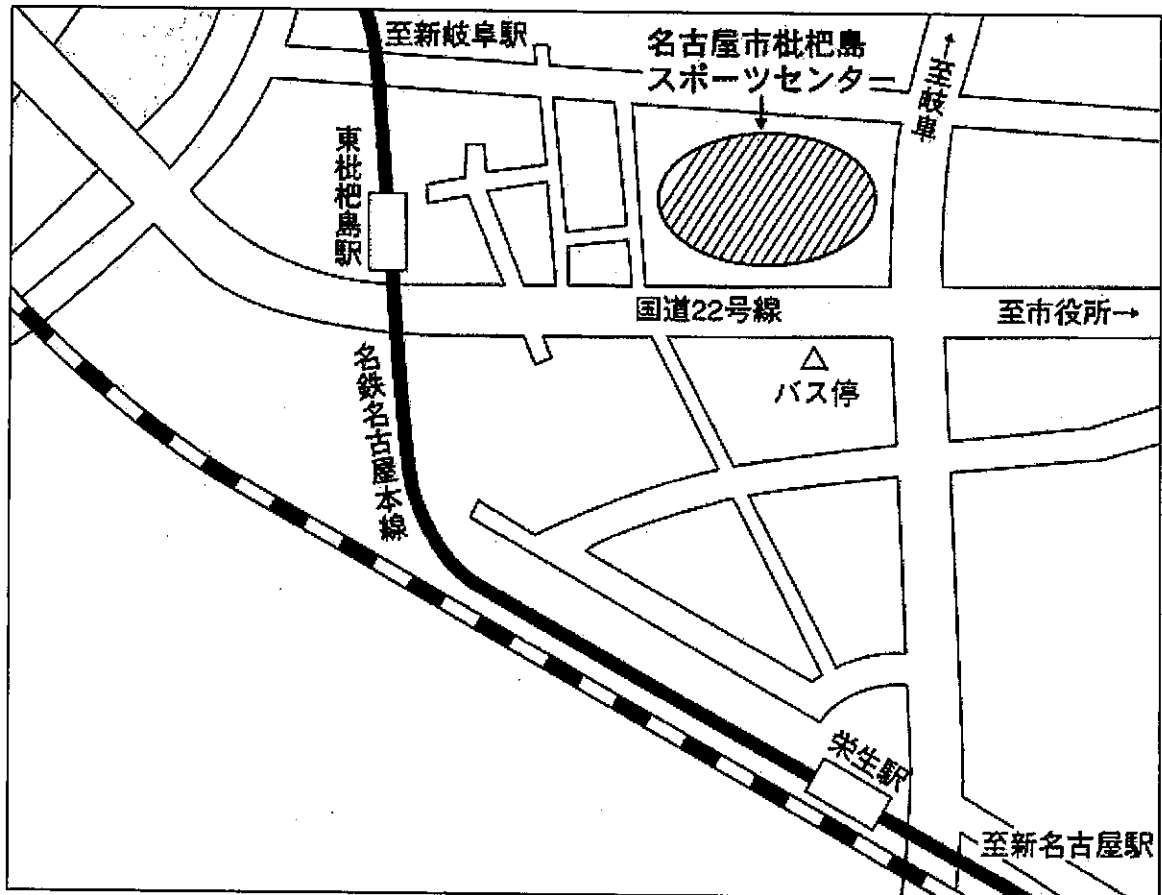 至新岐阜駅
名古屋市枇杷島
スポーツセンター
至岐阜
東枇杷島駅
国道22号線
至市役所→
バス停
名鉄名古屋本線
栄生駅
至新名古屋駅